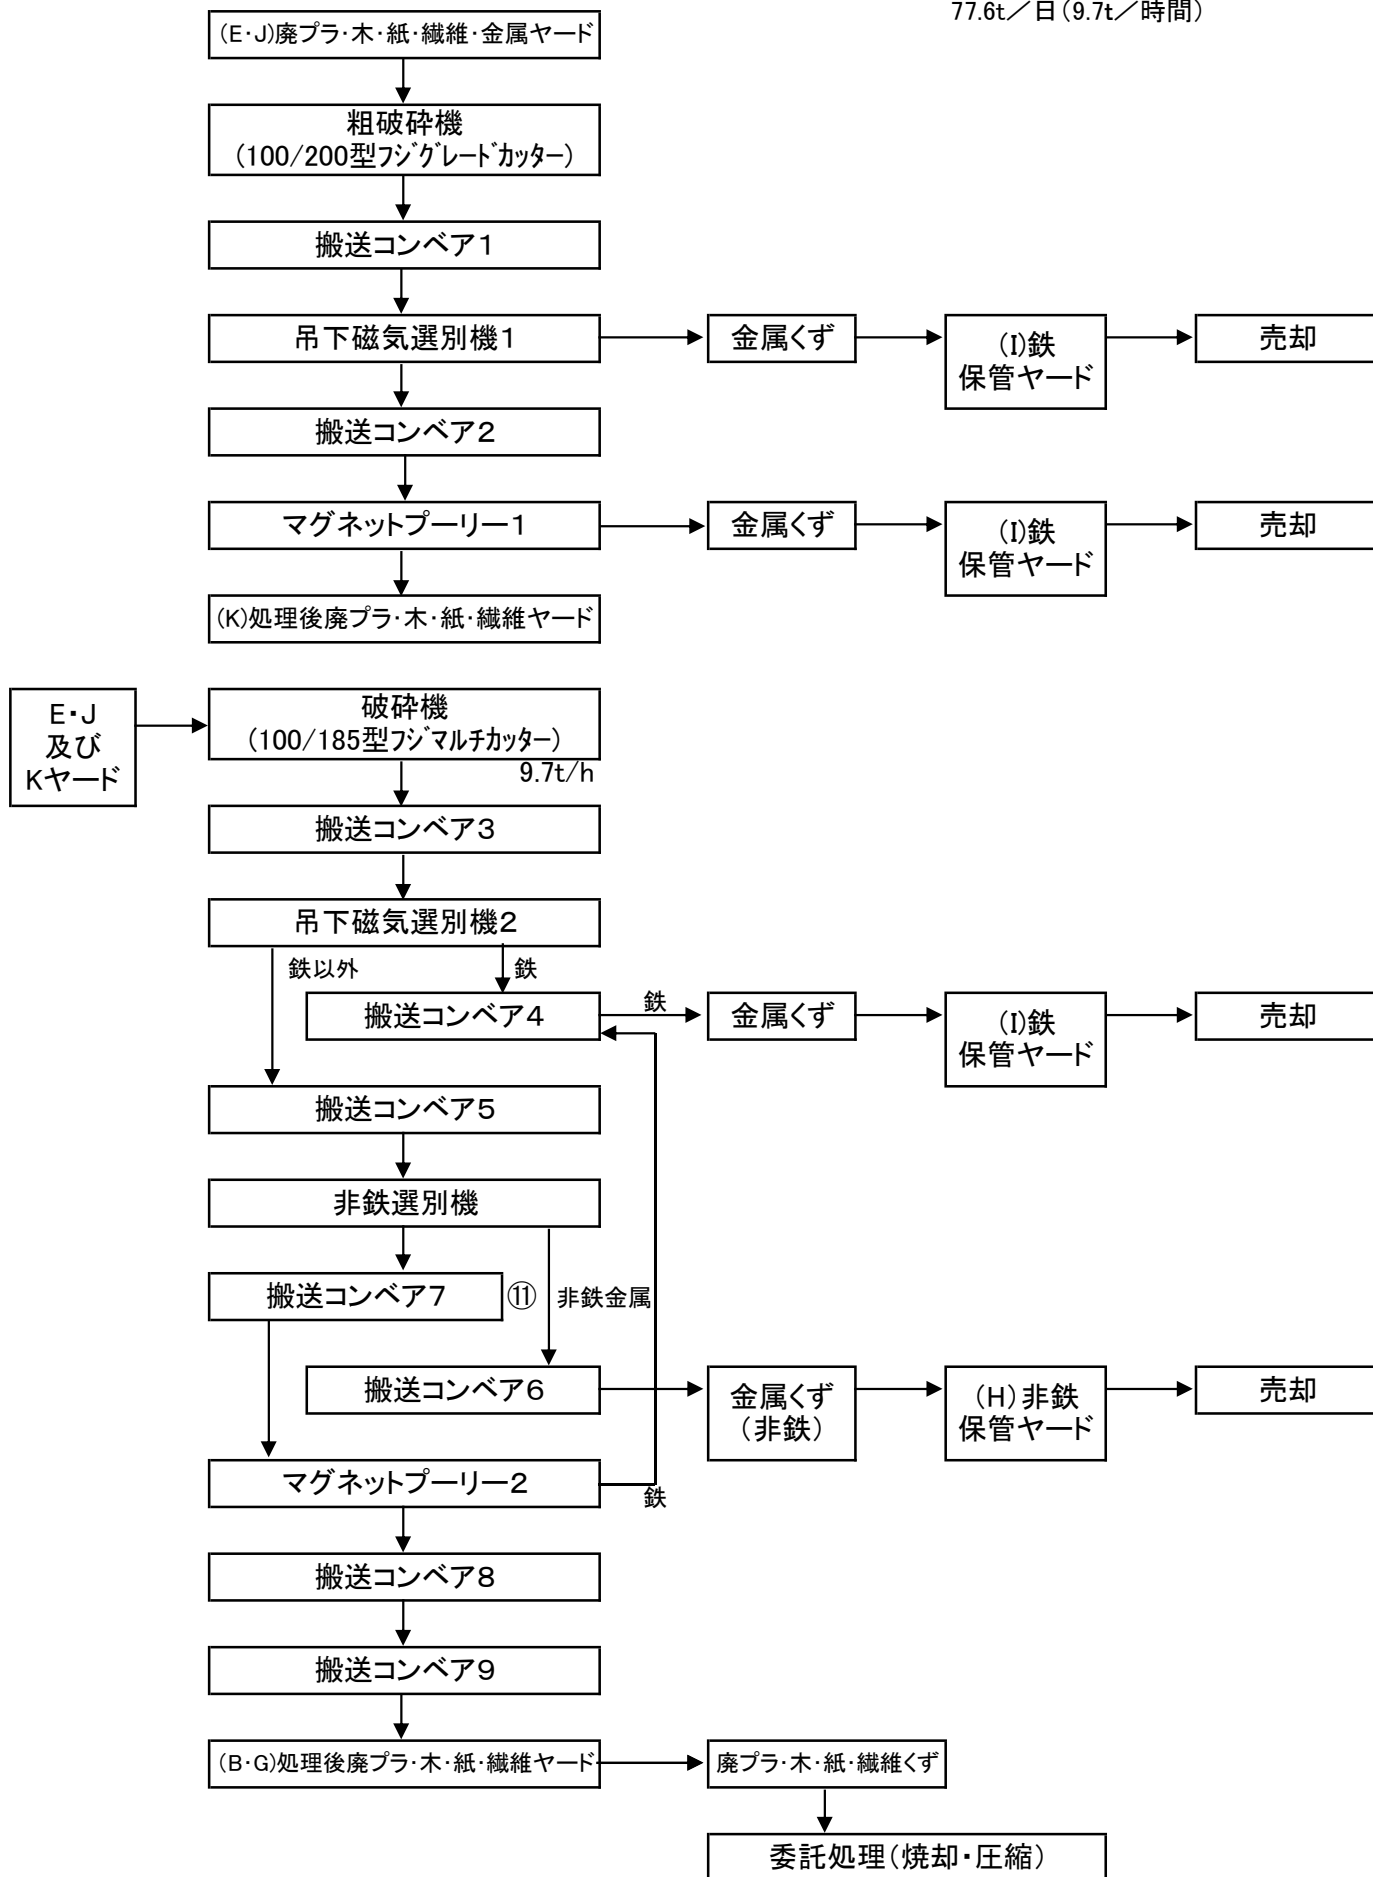 77.6t／日(9.7t／時間)
(E・J)廃プラ・木・紙・繊維・金属ヤード
粗破砕機
(100/200型ﾌｼﾞｸﾞﾚｰﾄﾞｶｯﾀｰ)
搬送コンベア１
吊下磁気選別機１
金属くず
(I)鉄
保管ヤード
売却
搬送コンベア２
マグネットプーリー１
金属くず
(I)鉄
保管ヤード
売却
(K)処理後廃プラ・木・紙・繊維ヤード
E・J
及び
Kヤード
破砕機
(100/185型ﾌｼﾞﾏﾙﾁｶｯﾀｰ)
9.7t/h
搬送コンベア３
吊下磁気選別機２
鉄以外
鉄
搬送コンベア４
鉄
金属くず
(I)鉄
保管ヤード
売却
搬送コンベア５
非鉄選別機
搬送コンベア７
⑪
非鉄金属
搬送コンベア６
金属くず
(非鉄)
(H)非鉄
保管ヤード
売却
マグネットプーリー２
鉄
搬送コンベア８
搬送コンベア９
(B・G)処理後廃プラ・木・紙・繊維ヤード
廃プラ・木・紙・繊維くず
委託処理(焼却・圧縮)